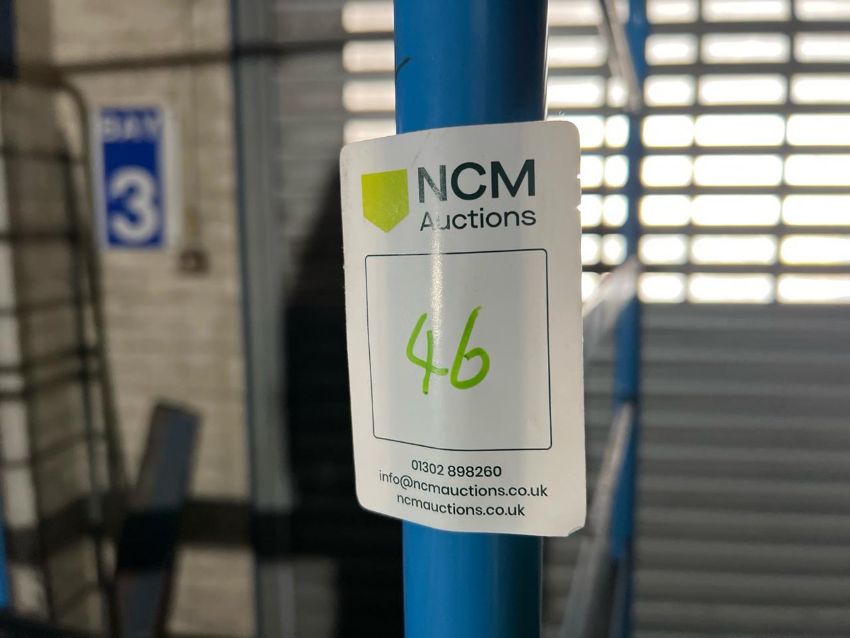 BAY
3
NCM
Auctions
46
01302 898260
info@ncmauctions.co.uk
ncmauctions.co.uk